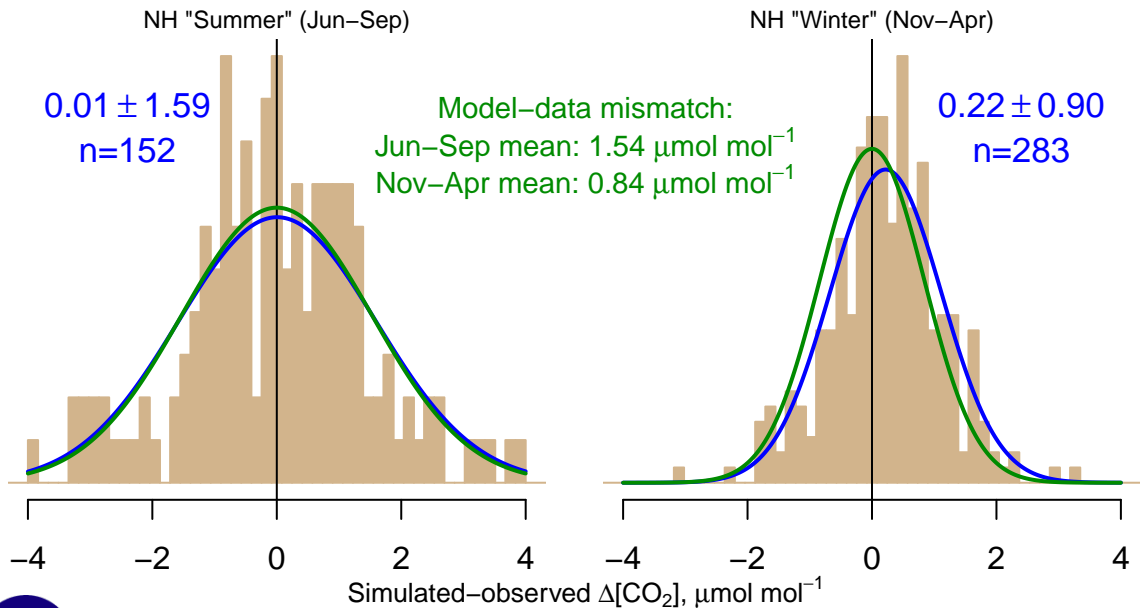 NH "Summer" (Jun−Sep)
NH "Winter" (Nov−Apr)
0.01 ± 1.59
n=152
Model−data mismatch:
Jun−Sep mean: 1.54 μmol mol⁻¹
Nov−Apr mean: 0.84 μmol mol⁻¹
0.22 ± 0.90
n=283
−4 −2 0 2 4
−4 −2 0 2 4
Simulated−observed Δ[CO₂], μmol mol⁻¹